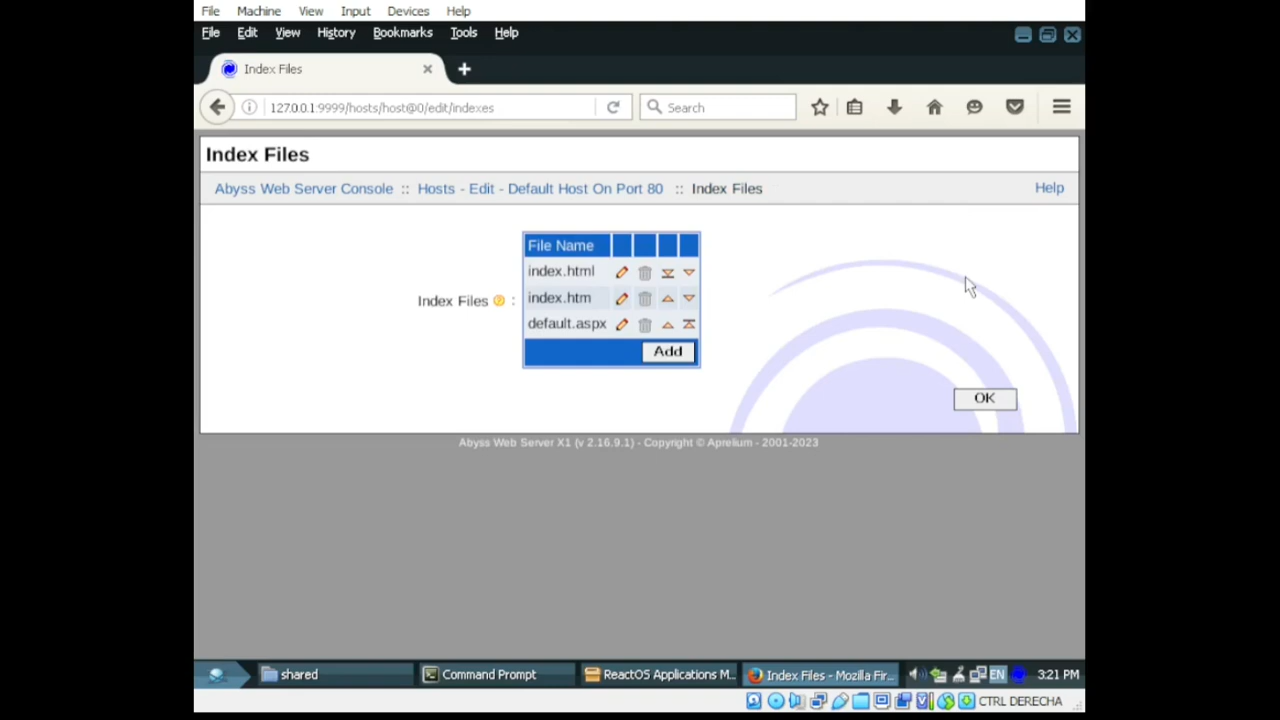 File Machine View Input Devices Help
File Edit View History Bookmarks Tools Help
Index Files
127.0.0.1:9999/hosts/host@0/edit/indexes
Search
Index Files
Abyss Web Server Console :: Hosts - Edit - Default Host On Port 80 :: Index Files
Help
File Name
index.html
Index Files :
index.htm
default.aspx
Add
OK
Abyss Web Server X1 (v 2.16.9.1) - Copyright © Aprelium - 2001-2023
shared
Command Prompt
ReactOS Applications M...
Index Files - Mozilla Fir...
EN
3:21 PM
CTRL DERECHA